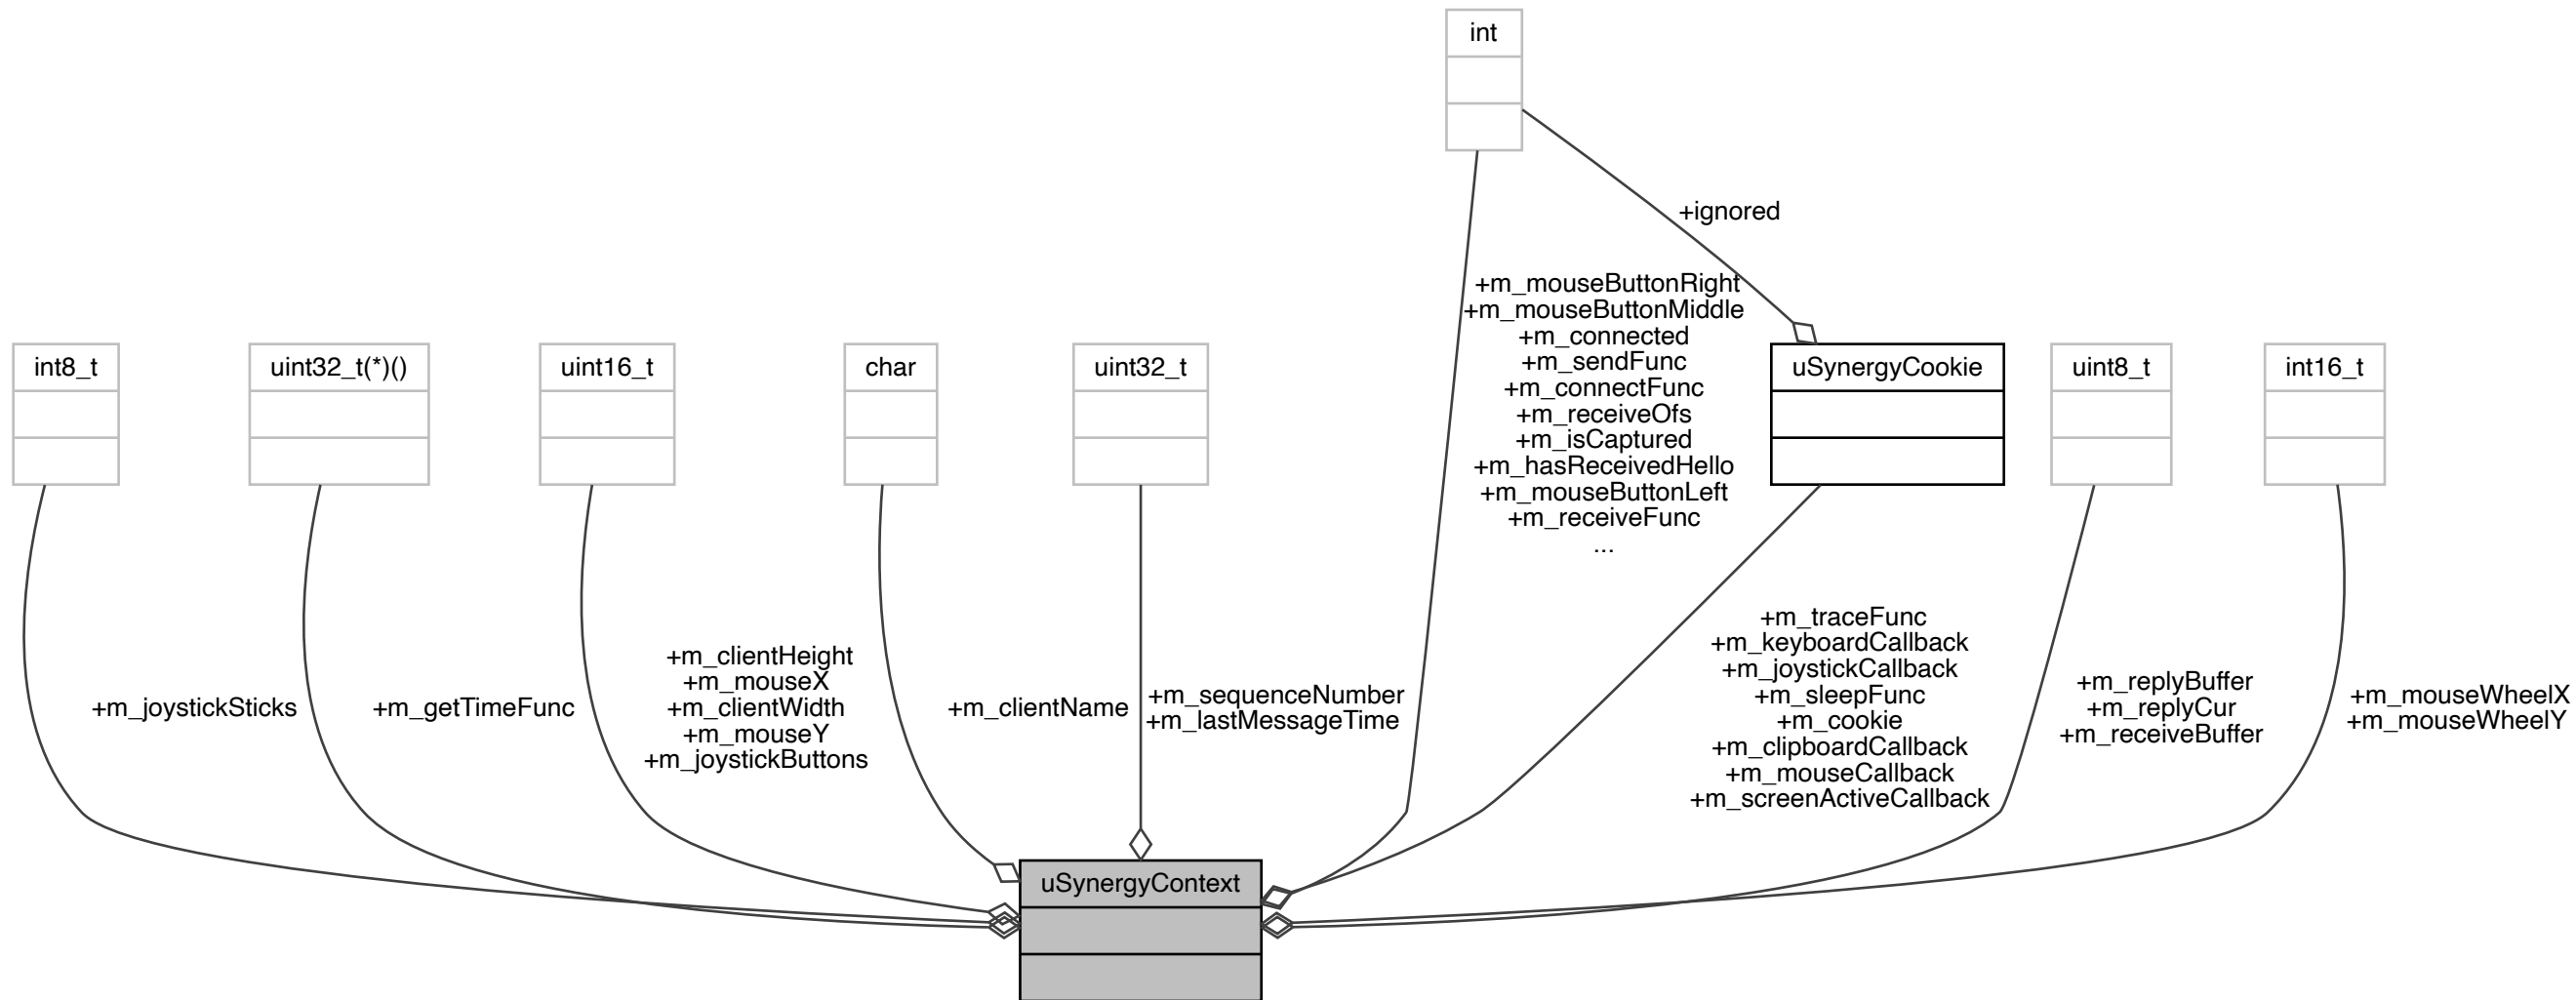 int
+ignored
+m_mouseButtonRight
+m_mouseButtonMiddle
+m_connected
+m_sendFunc
+m_connectFunc
+m_receiveOfs
+m_isCaptured
+m_hasReceivedHello
+m_mouseButtonLeft
+m_receiveFunc
...
int8_t
uint32_t(*)()
uint16_t
char
uint32_t
uSynergyCookie
uint8_t
int16_t
+m_joystickSticks
+m_getTimeFunc
+m_clientHeight
+m_mouseX
+m_clientWidth
+m_mouseY
+m_joystickButtons
+m_clientName
+m_sequenceNumber
+m_lastMessageTime
+m_traceFunc
+m_keyboardCallback
+m_joystickCallback
+m_sleepFunc
+m_cookie
+m_clipboardCallback
+m_mouseCallback
+m_screenActiveCallback
+m_replyBuffer
+m_replyCur
+m_receiveBuffer
+m_mouseWheelX
+m_mouseWheelY
uSynergyContext